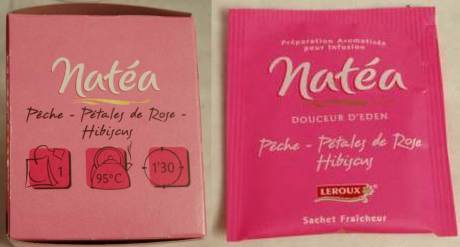 Natéa
Pêche - Pétales de Rose -
Hibiscus
1
95°C
1'30
Préparation Aromatisée
pour Infusion
Natéa
DOUCEUR D'EDEN
Pêche - Pétales de Rose
Hibiscus
LEROUX
Sachet Fraîcheur